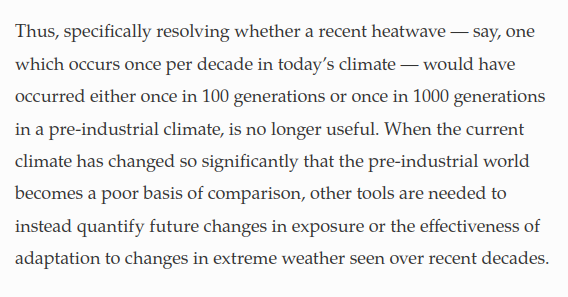 Thus, specifically resolving whether a recent heatwave — say, one
which occurs once per decade in today’s climate — would have
occurred either once in 100 generations or once in 1000 generations
in a pre-industrial climate, is no longer useful. When the current
climate has changed so significantly that the pre-industrial world
becomes a poor basis of comparison, other tools are needed to
instead quantify future changes in exposure or the effectiveness of
adaptation to changes in extreme weather seen over recent decades.